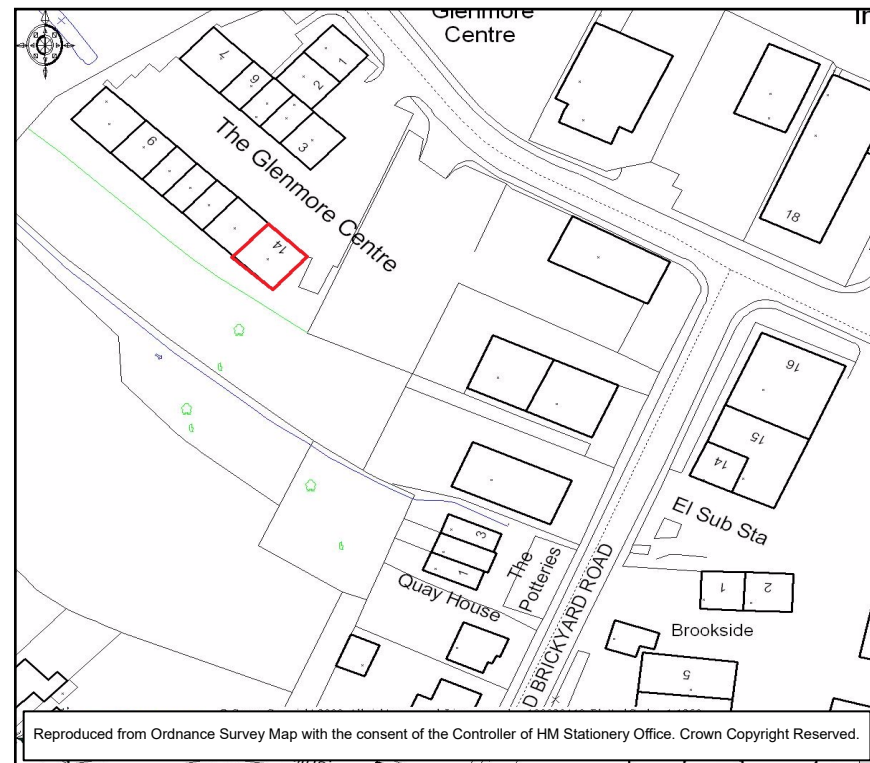 Glenmore
Centre
1
2
4
6
3
The Glenmore Centre
9
14
18
16
15
14
El Sub Sta
3
1
The
Potteries
Quay House
D BRICKYARD ROAD
1
2
Brookside
5
Reproduced from Ordnance Survey Map with the consent of the Controller of HM Stationery Office. Crown Copyright Reserved.